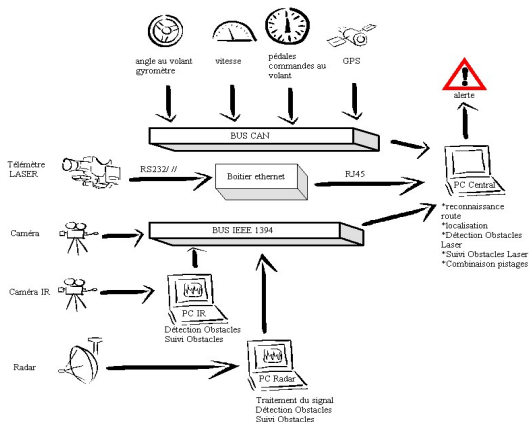 angle au volant
gyromètre
vitesse
pédales
commandes au
volant
GPS
alerte
BUS CAN
Télémètre
LASER
RS232/ //
Boitier ethernet
RJ45
PC Central
*reconnaissance
route
*localisation
*Détection Obstacles
Laser
*Suivi Obstacles Laser
*Combinaison pistages
Caméra
BUS IEEE 1394
Caméra IR
PC IR
Détection Obstacles
Suivi Obstacles
Radar
PC Radar
Traitement du signal
Détection Obstacles
Suivi Obstacles